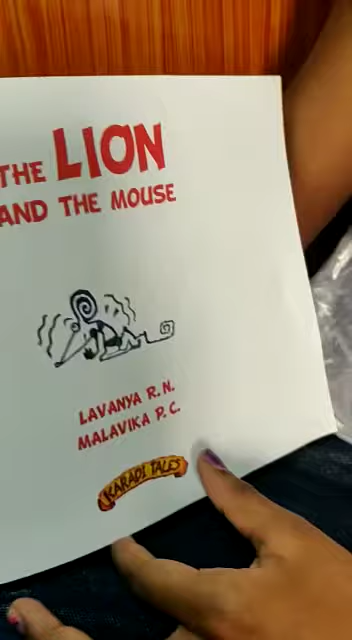 THE LION
AND THE MOUSE
LAVANYA R.N.
MALAVIKA P.C.
KARADI TALES